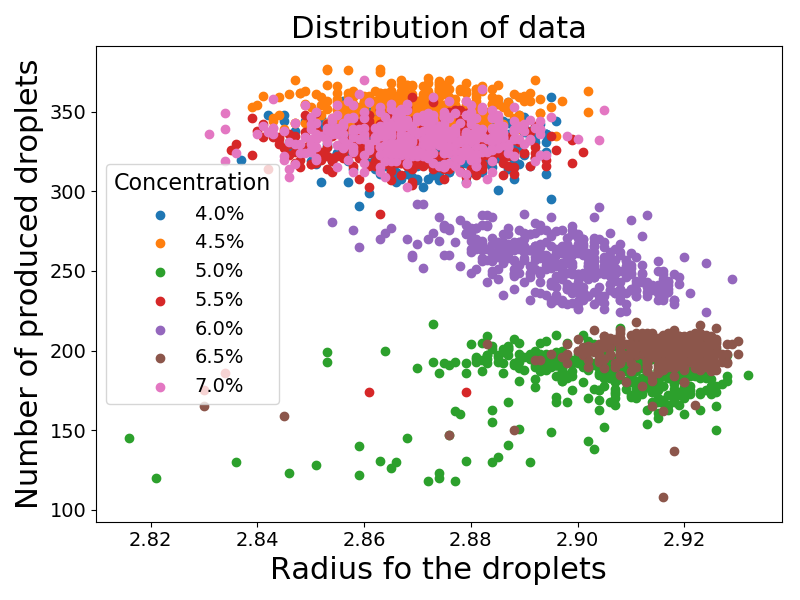 Distribution of data
Number of produced droplets
350
300
250
200
150
100
Concentration
4.0%
4.5%
5.0%
5.5%
6.0%
6.5%
7.0%
2.82 2.84 2.86 2.88 2.90 2.92
Radius fo the droplets